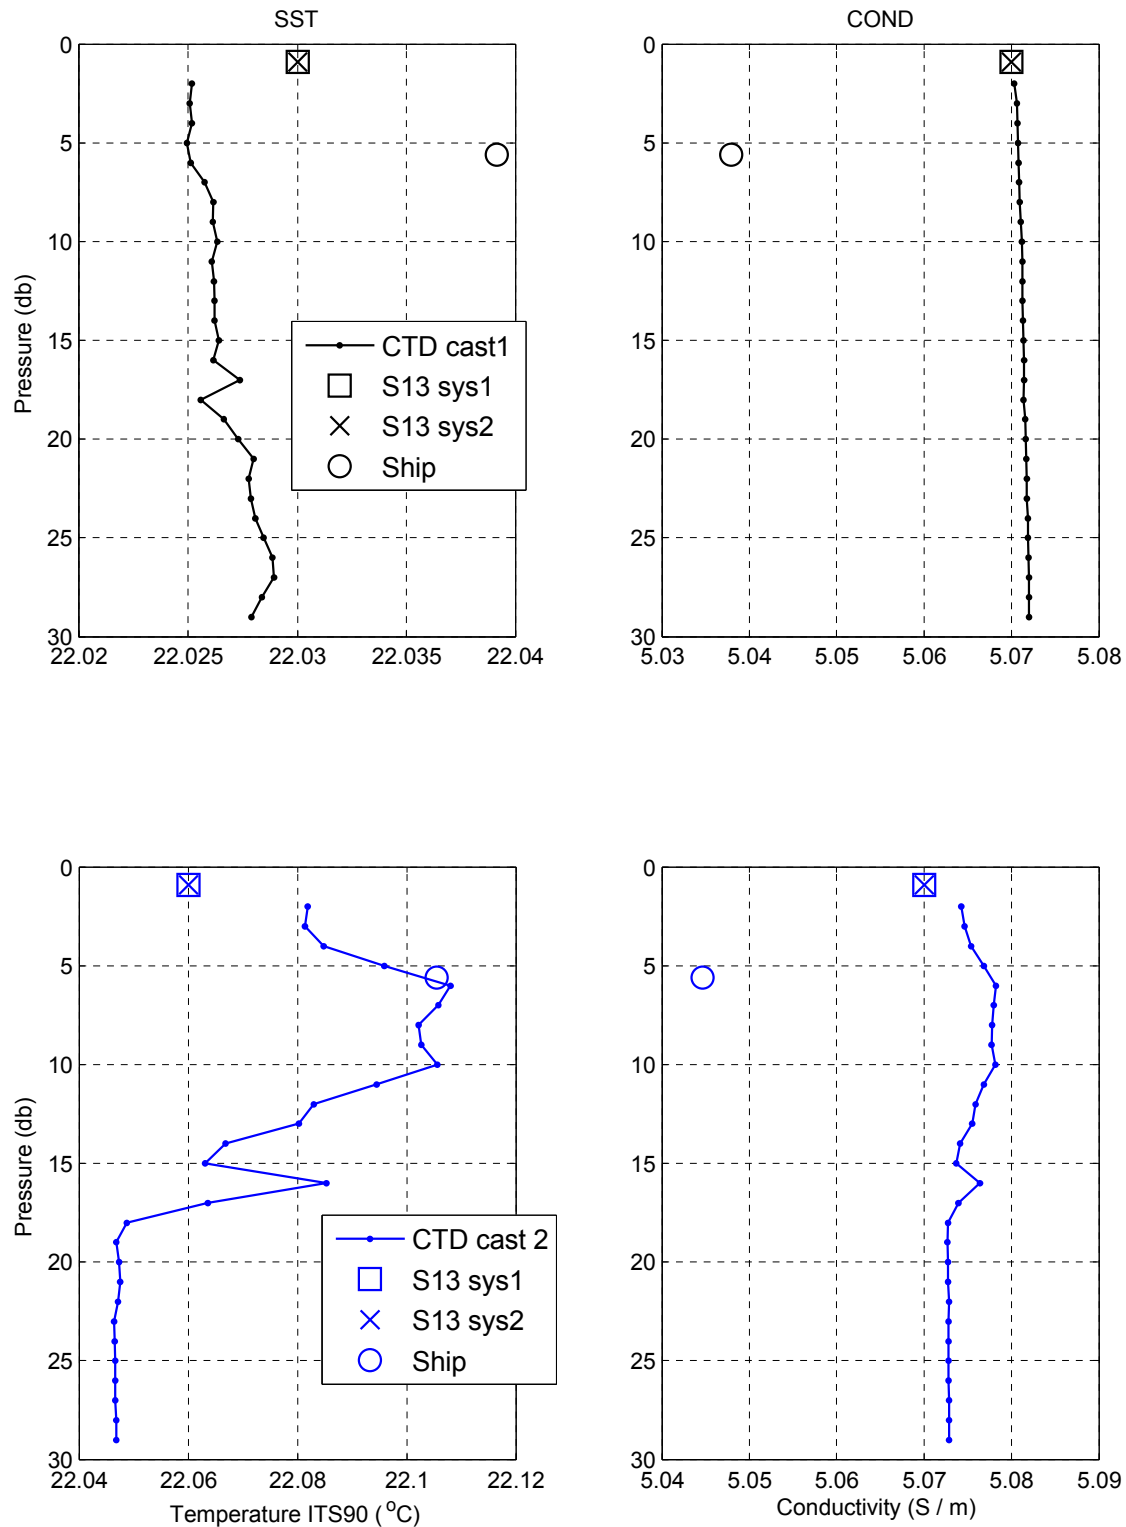 SST
COND
0
5
10
15
20
25
30
Pressure (db)
22.02 22.025 22.03 22.035 22.04
CTD cast1
S13 sys1
S13 sys2
Ship
0
5
10
15
20
25
30
5.03 5.04 5.05 5.06 5.07 5.08
0
5
10
15
20
25
30
Pressure (db)
22.04 22.06 22.08 22.1 22.12
Temperature ITS90 (°C)
CTD cast 2
S13 sys1
S13 sys2
Ship
0
5
10
15
20
25
30
5.04 5.05 5.06 5.07 5.08 5.09
Conductivity (S / m)